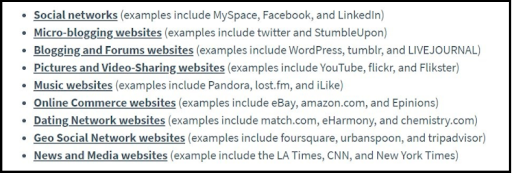 Social networks (examples include MySpace, Facebook, and LinkedIn)
Micro-blogging websites (examples include twitter and StumbleUpon)
Blogging and Forums websites (examples include WordPress, tumblr, and LIVEJOURNAL)
Pictures and Video-Sharing websites (examples include YouTube, flickr, and Flikster)
Music websites (examples include Pandora, lost.fm, and iLike)
Online Commerce websites (examples include eBay, amazon.com, and Epinions)
Dating Network websites (examples include match.com, eHarmony, and chemistry.com)
Geo Social Network websites (examples include foursquare, urbanspoon, and tripadvisor)
News and Media websites (example include the LA Times, CNN, and New York Times)